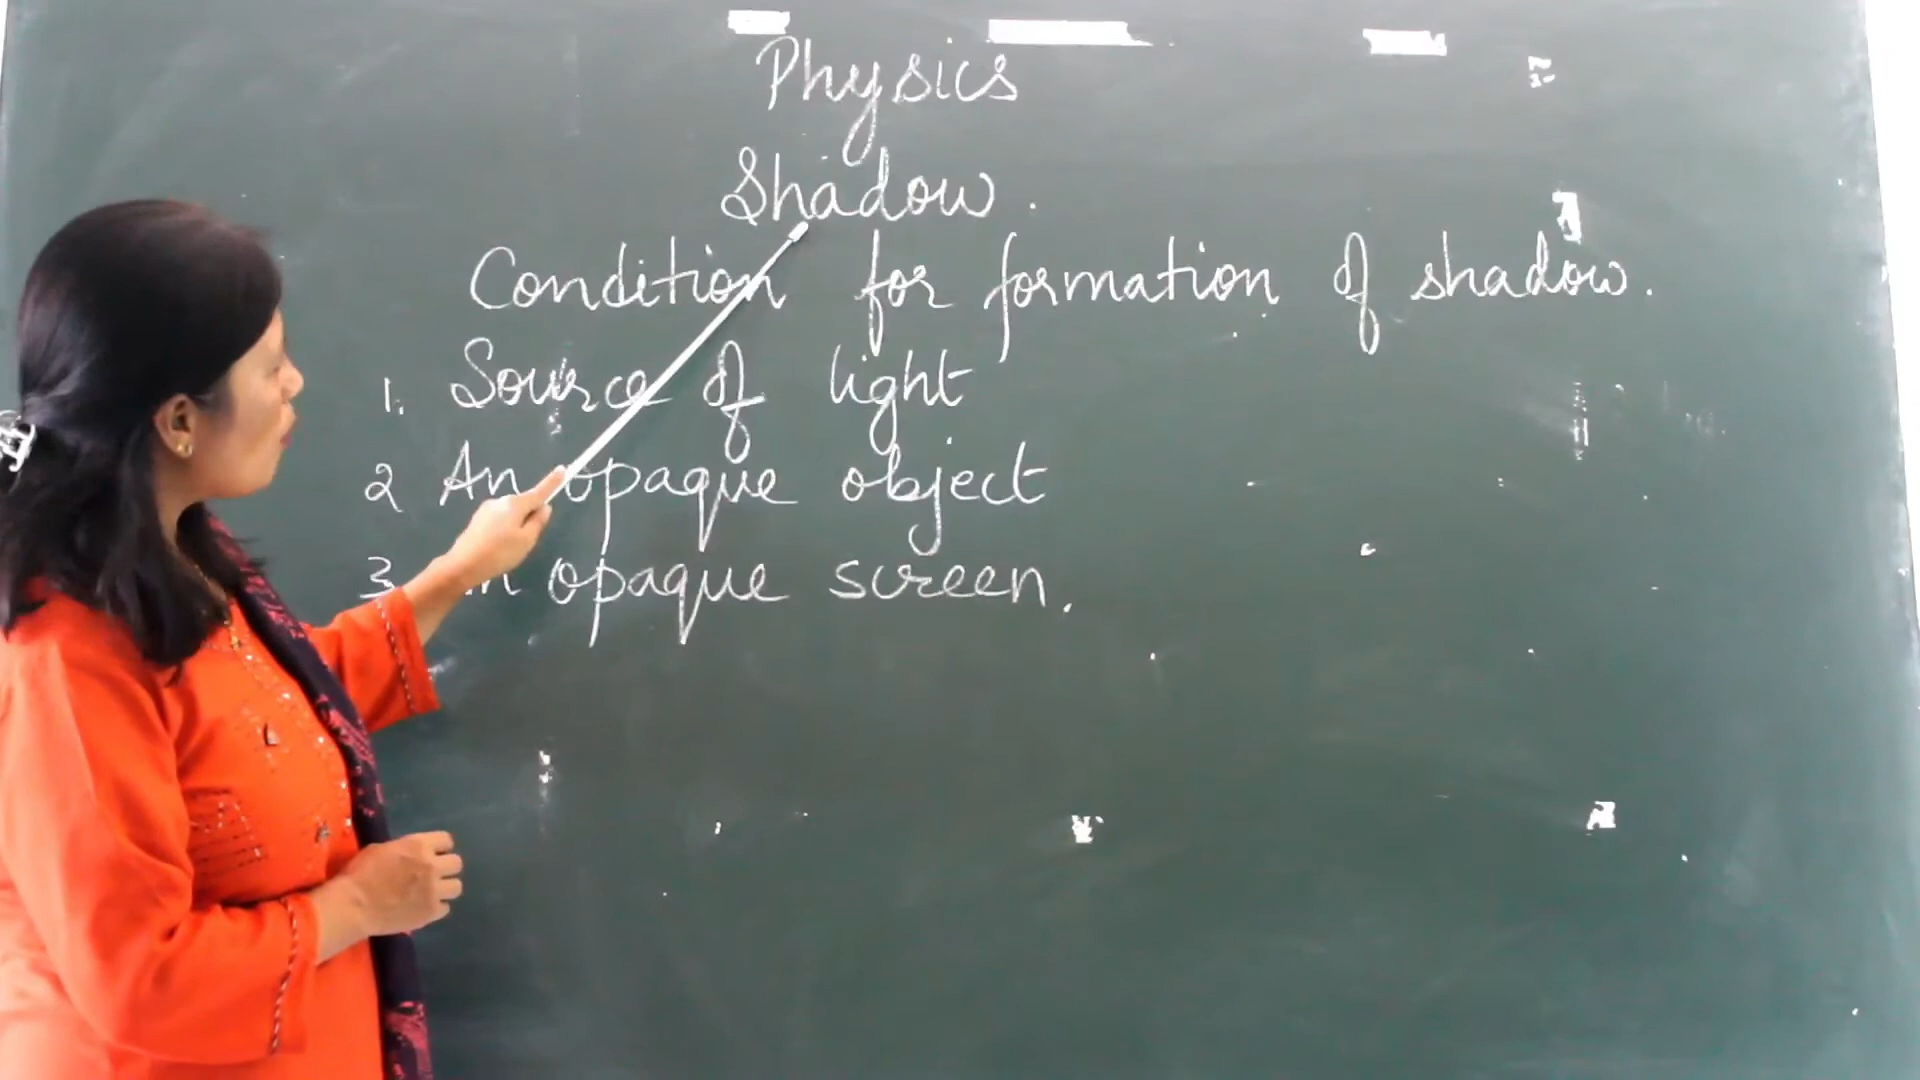 Physics
Shadow.
Condition for formation of shadow.
1. Source of light
2 An opaque object
3 opaque screen.